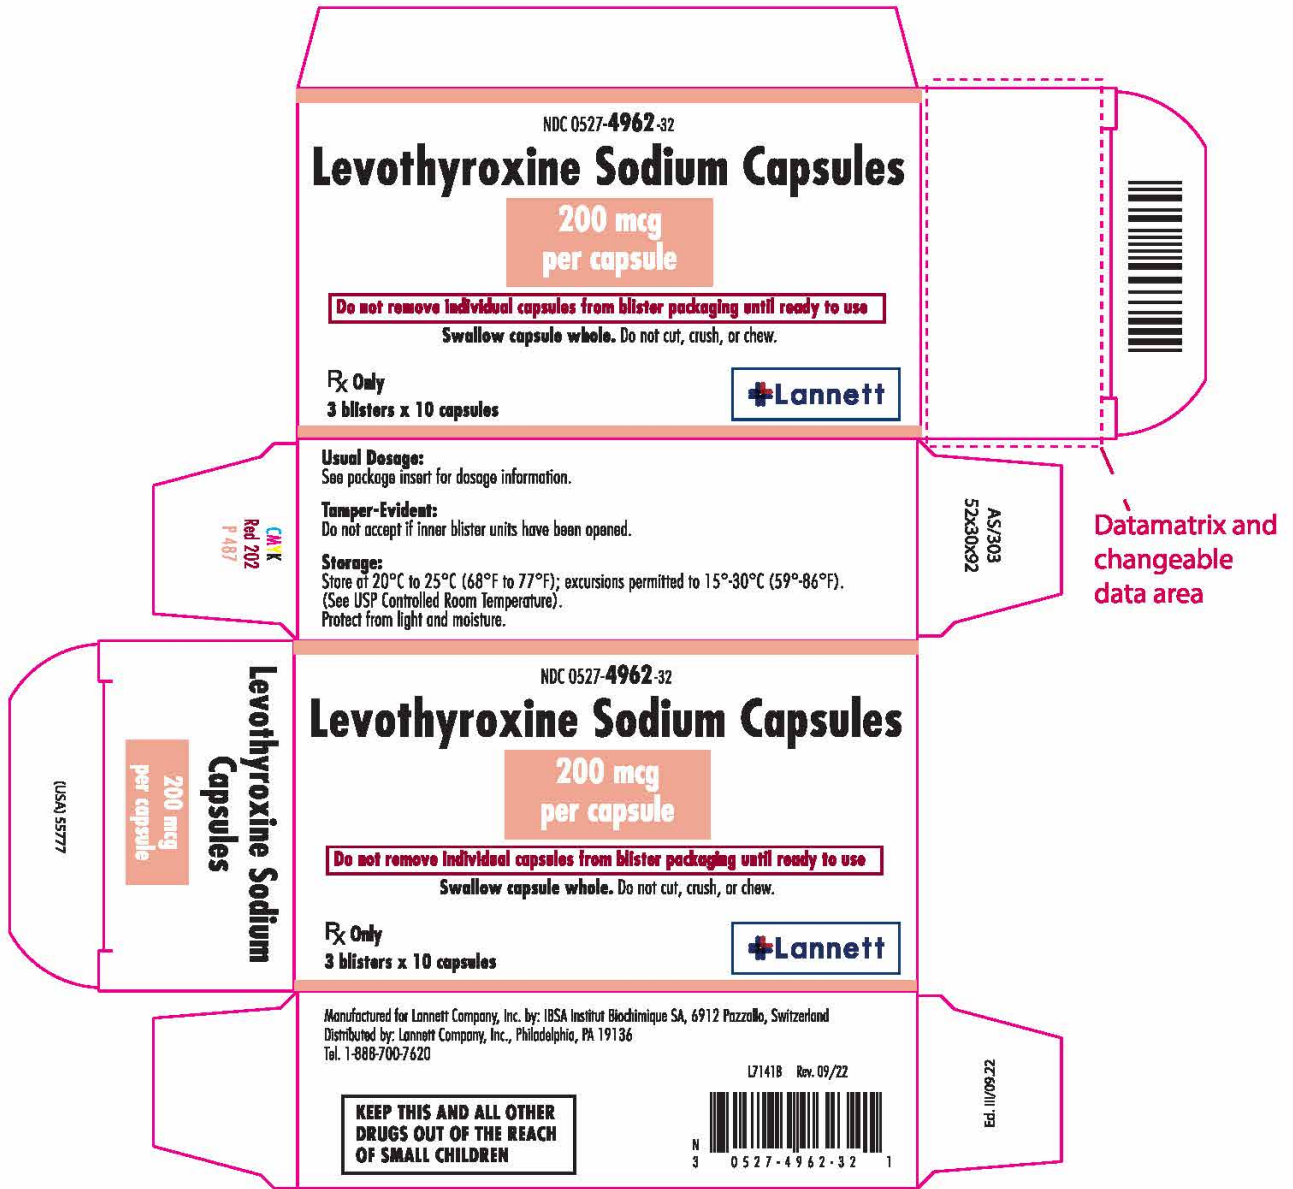 NDC 0527-4962-32
Levothyroxine Sodium Capsules
200 mcg
per capsule
Do not remove individual capsules from blister packaging until ready to use
Swallow capsule whole. Do not cut, crush, or chew.
Rx Only
3 blisters x 10 capsules
Lannett
Datamatrix and
changeable
data area
Usual Dosage:
See package insert for dosage information.
Tamper-Evident:
Do not accept if inner blister units have been opened.
Storage:
Store at 20°C to 25°C (68°F to 77°F); excursions permitted to 15°-30°C (59°-86°F).
(See USP Controlled Room Temperature).
Protect from light and moisture.
CMYK
Red 202
P 487
AS/303
52x30x92
NDC 0527-4962-32
Levothyroxine Sodium Capsules
200 mcg
per capsule
Do not remove individual capsules from blister packaging until ready to use
Swallow capsule whole. Do not cut, crush, or chew.
Rx Only
3 blisters x 10 capsules
Lannett
Levothyroxine Sodium
Capsules
200 mcg
per capsule
(USA) 55777
Manufactured for Lannett Company, Inc. by: IBSA Institut Biochimique SA, 6912 Pazzallo, Switzerland
Distributed by: Lannett Company, Inc., Philadelphia, PA 19136
Tel. 1-888-700-7620
L7141B Rev. 09/22
KEEP THIS AND ALL OTHER
DRUGS OUT OF THE REACH
OF SMALL CHILDREN
N
3 0527-4962-32 1
Ed. III/09.22